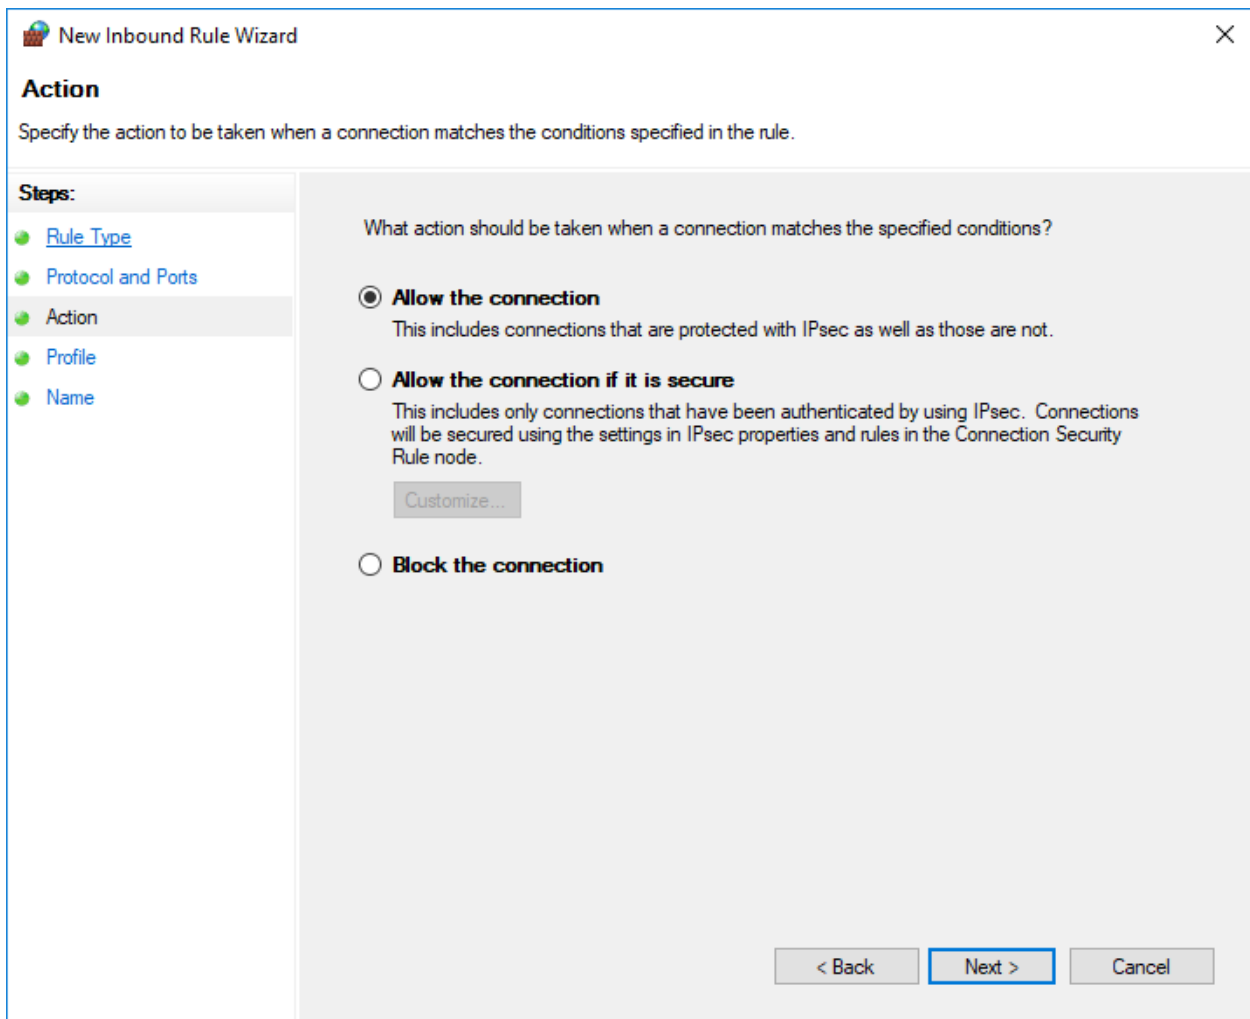 New Inbound Rule Wizard
Action
Specify the action to be taken when a connection matches the conditions specified in the rule.
Steps:
Rule Type
Protocol and Ports
Action
Profile
Name
What action should be taken when a connection matches the specified conditions?
Allow the connection
This includes connections that are protected with IPsec as well as those are not.
Allow the connection if it is secure
This includes only connections that have been authenticated by using IPsec. Connections
will be secured using the settings in IPsec properties and rules in the Connection Security
Rule node.
Customize...
Block the connection
< Back
Next >
Cancel